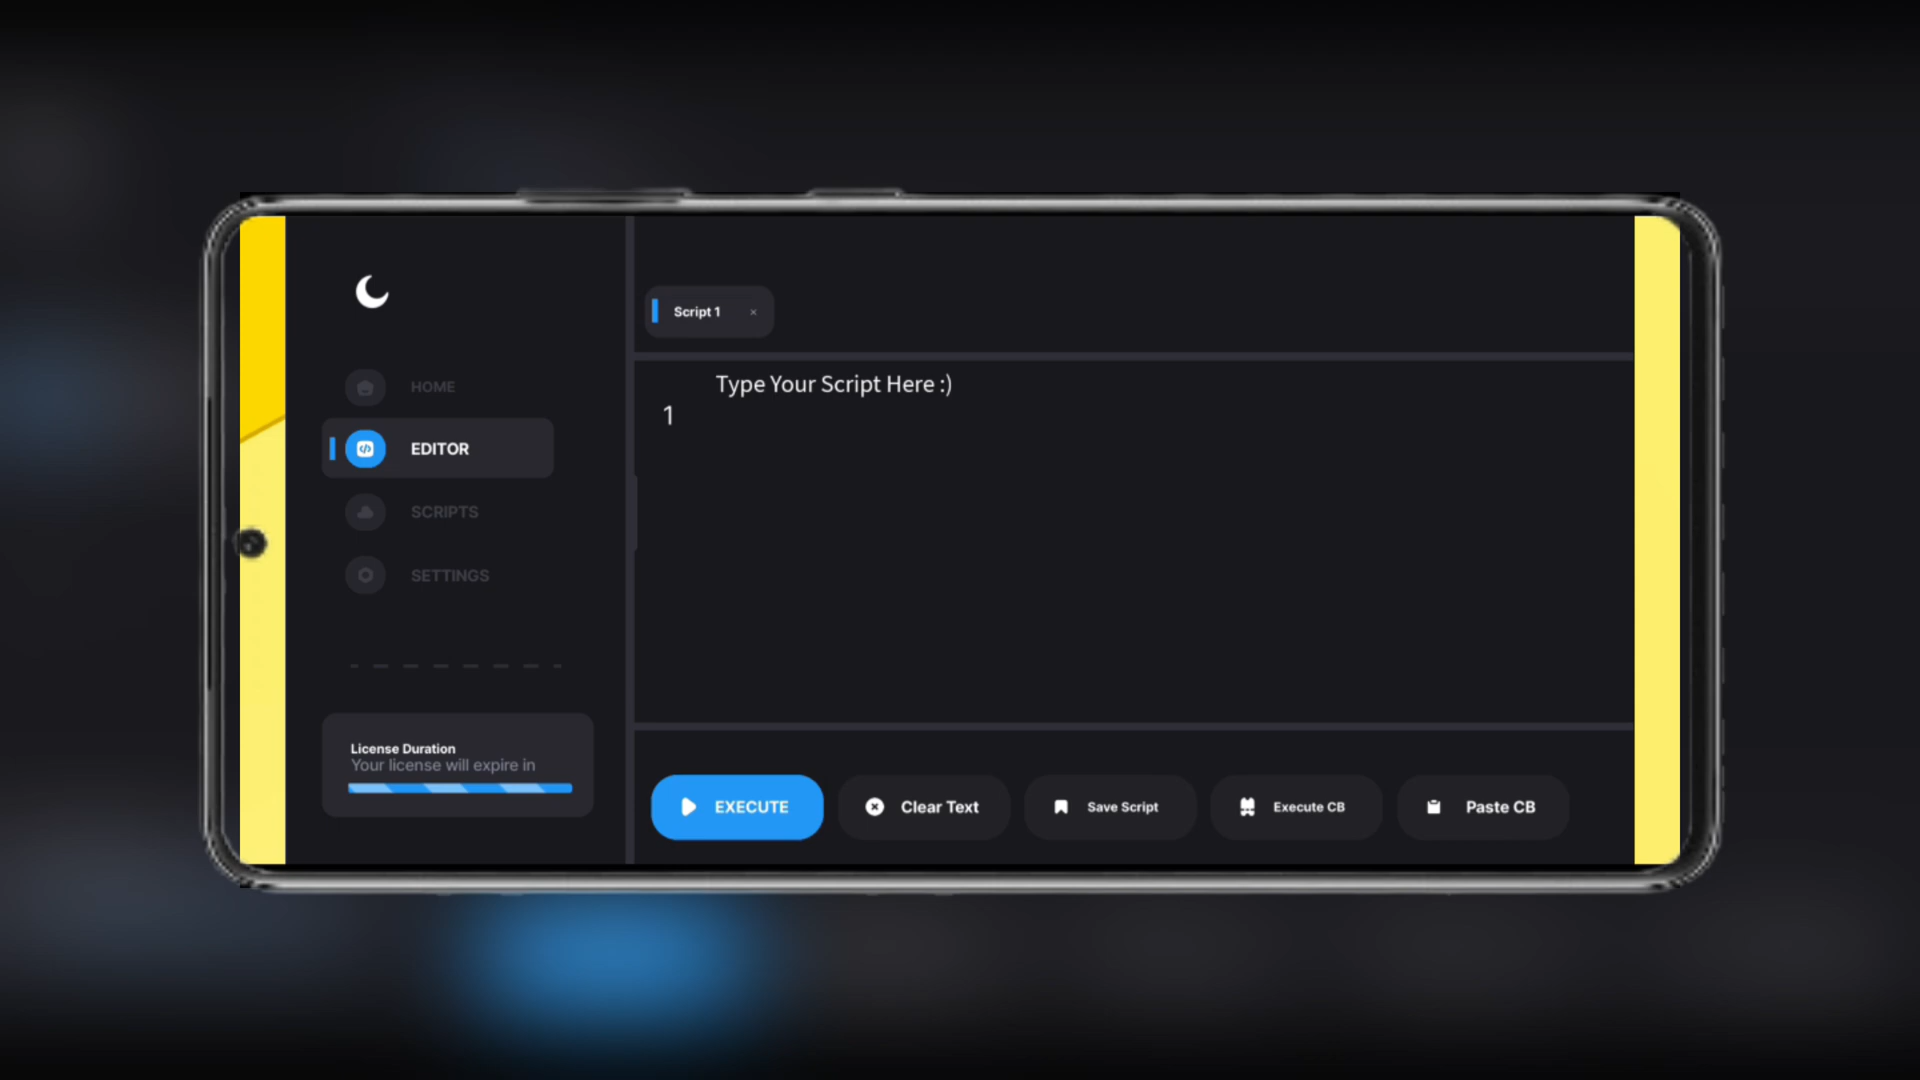 HOME
EDITOR
SCRIPTS
SETTINGS
License Duration
Your license will expire in
Script 1 ×
Type Your Script Here :)
1
EXECUTE
Clear Text
Save Script
Execute CB
Paste CB